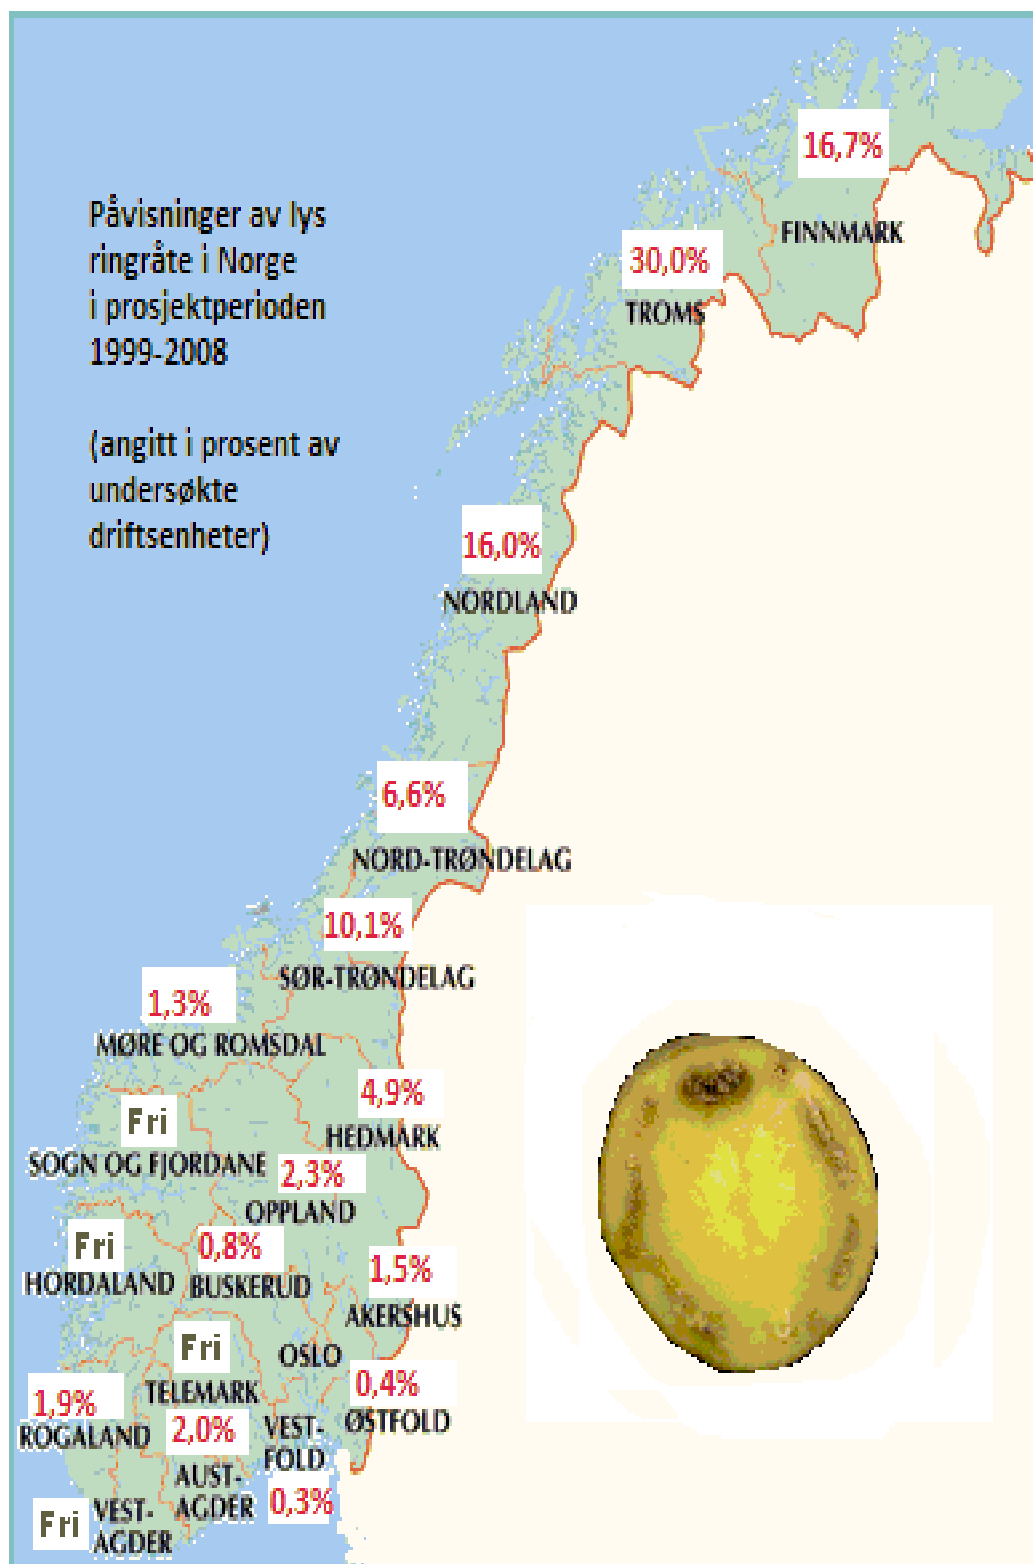 16,7%
Påvisninger av lys
ringråte i Norge
i prosjektperioden
1999-2008
(angitt i prosent av
undersøkte
driftsenheter)
FINNMARK
30,0%
TROMS
16,0%
NORDLAND
6,6%
NORD-TRØNDELAG
10,1%
SØR-TRØNDELAG
1,3%
MØRE OG ROMSDAL
4,9%
HEDMARK
Fri
SOGN OG FJORDANE
2,3%
OPPLAND
Fri
HORDALAND
0,8%
BUSKERUD
1,5%
AKERSHUS
Fri
TELEMARK
OSLO
0,4%
ØSTFOLD
1,9%
ROGALAND
2,0%
AUST-
AGDER
VEST-
FOLD
0,3%
Fri
VEST-
AGDER